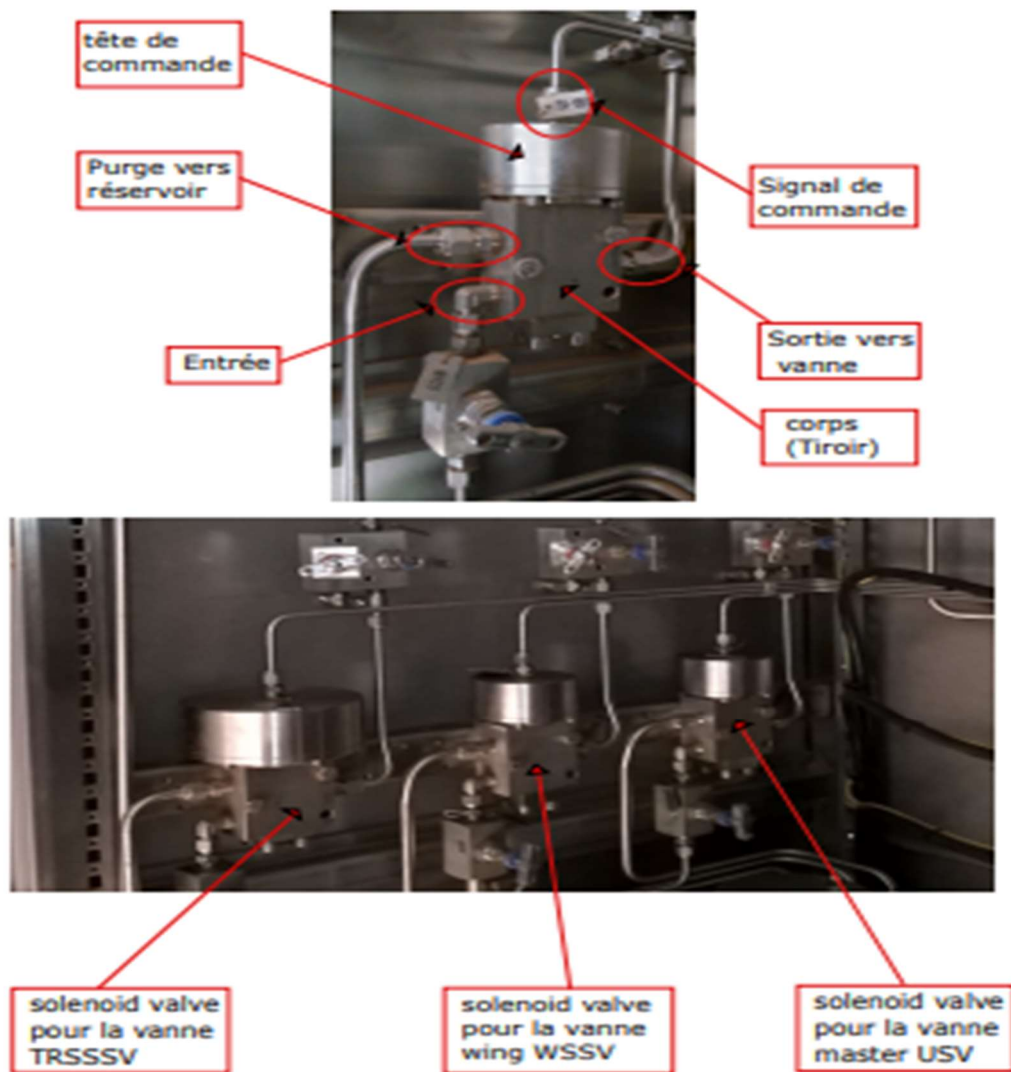 tête de
commande
Purge vers
réservoir
Signal de
commande
Entrée
Sortie vers
vanne
corps
(Tiroir)
solenoid valve
pour la vanne
TRSSSV
solenoid valve
pour la vanne
wing WSSV
solenoid valve
pour la vanne
master USV